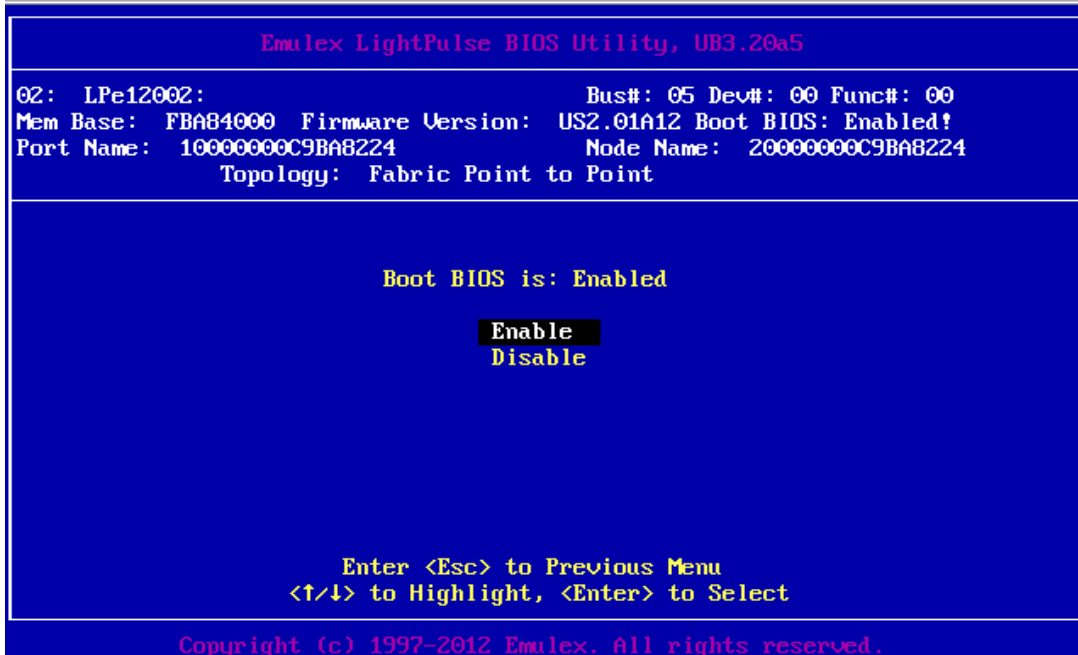 Emulex LightPulse BIOS Utility, UB3.20a5
02: LPe12002: Bus#: 05 Dev#: 00 Func#: 00
Mem Base: FBA84000 Firmware Version: US2.01A12 Boot BIOS: Enabled!
Port Name: 10000000C9BA8224 Node Name: 20000000C9BA8224
Topology: Fabric Point to Point
Boot BIOS is: Enabled
Enable
Disable
Enter <Esc> to Previous Menu
<↑/↓> to Highlight, <Enter> to Select
Copyright (c) 1997-2012 Emulex. All rights reserved.